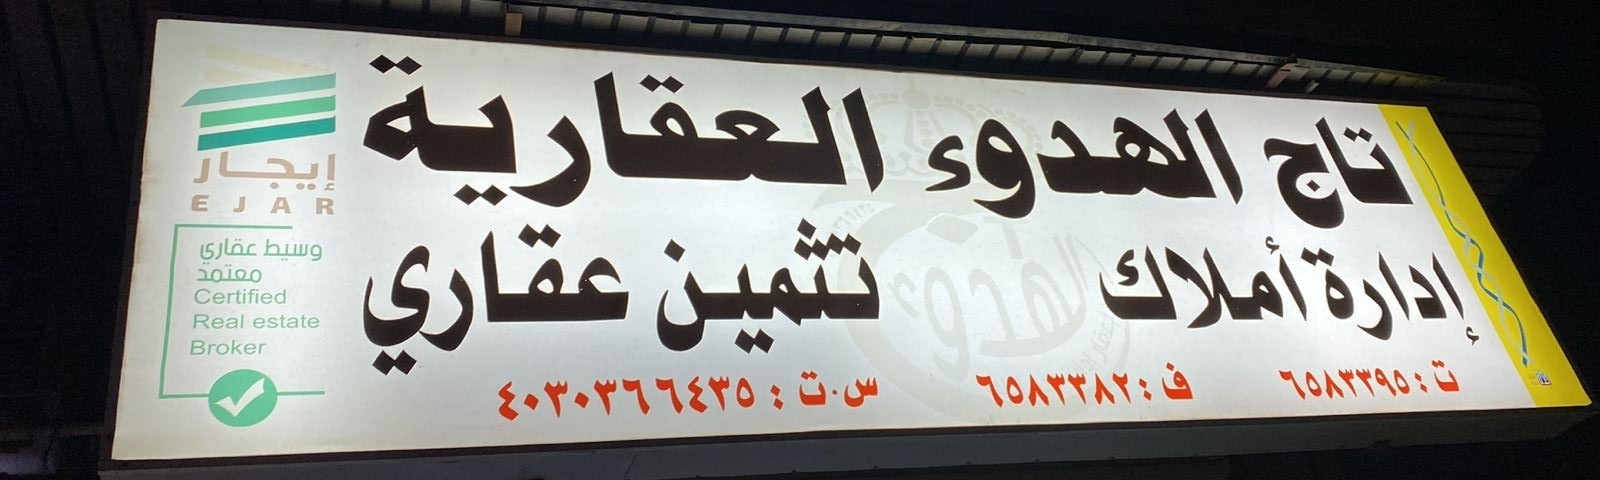 تاج الهدوء العقارية
إدارة أملاك تثمين عقاري
ت : ٦٥٨٣٣٩٥ ف : ٦٥٨٣٣٨٢ س.ت : ٤٠٣٠٣٦٦٤٣٥
إيجار
EJAR
وسيط عقاري
معتمد
Certified
Real estate
Broker
الهدوء